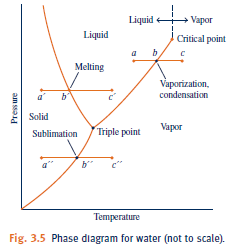 Liquid Vapor
Liquid
Critical point
a b c
Melting
Vaporization,
condensation
a′ b′ c′
Pressure
Solid
Sublimation
Triple point
Vapor
a″ b″ c″
Temperature
Fig. 3.5 Phase diagram for water (not to scale).